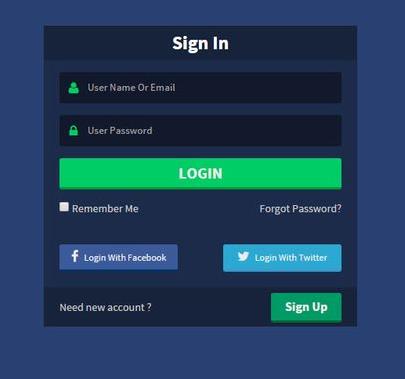 Sign In
User Name Or Email
User Password
LOGIN
Remember Me Forgot Password?
Login With Facebook Login With Twitter
Need new account ? Sign Up